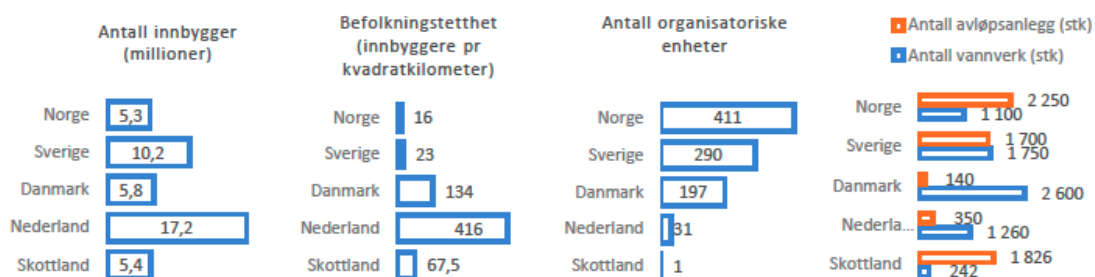 Antall innbygger
(millioner)
Norge 5,3
Sverige 10,2
Danmark 5,8
Nederland 17,2
Skottland 5,4
Befolkningstetthet
(innbyggere pr
kvadratkilometer)
Norge 16
Sverige 23
Danmark 134
Nederland 416
Skottland 67,5
Antall organisatoriske
enheter
Norge 411
Sverige 290
Danmark 197
Nederland 31
Skottland 1
Antall avløpsanlegg (stk)
Antall vannverk (stk)
Norge 2 250
1 100
Sverige 1 700
1 750
Danmark 140
2 600
Nederla... 350
1 260
Skottland 1 826
242